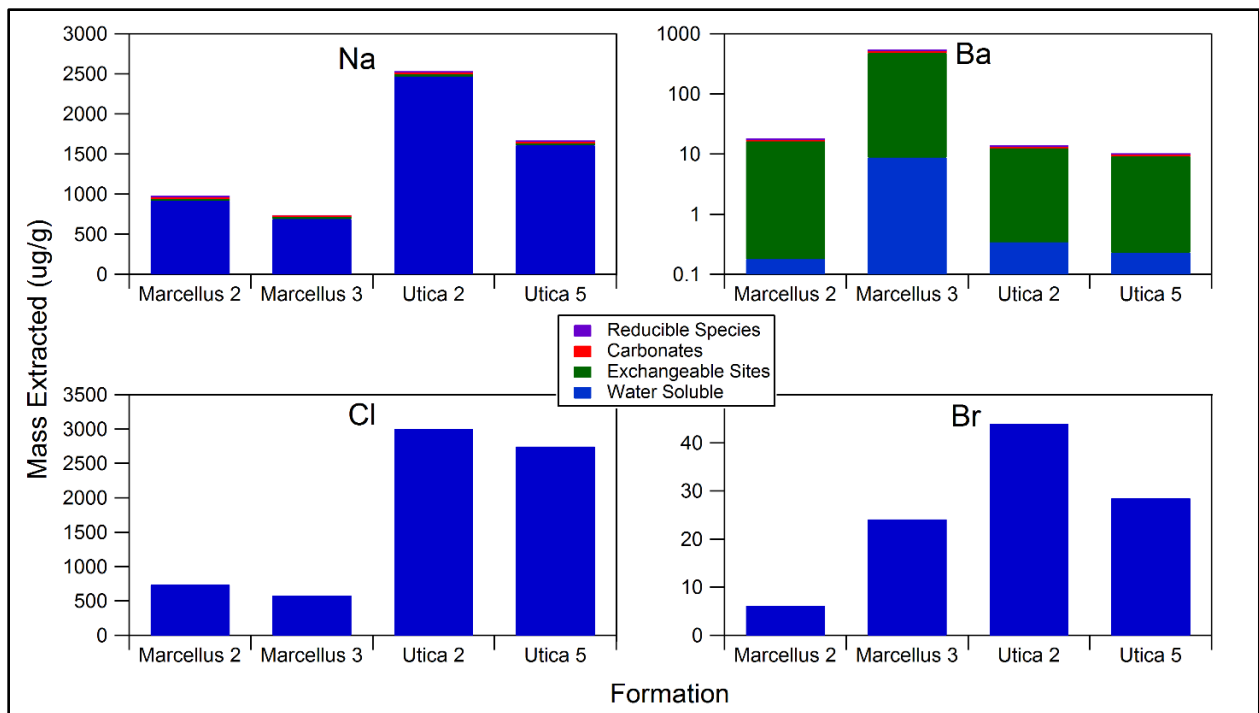 Mass Extracted (ug/g)
Na
3000
2500
2000
1500
1000
500
0
Marcellus 2
Marcellus 3
Utica 2
Utica 5
Ba
1000
100
10
1
0.1
Marcellus 2
Marcellus 3
Utica 2
Utica 5
Reducible Species
Carbonates
Exchangeable Sites
Water Soluble
Cl
3500
3000
2500
2000
1500
1000
500
0
Marcellus 2
Marcellus 3
Utica 2
Utica 5
Br
40
30
20
10
0
Marcellus 2
Marcellus 3
Utica 2
Utica 5
Formation